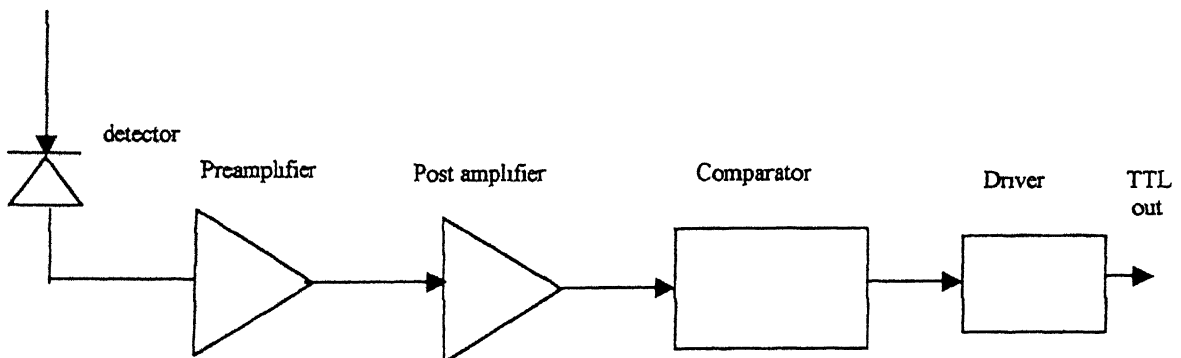 detector
Preamplifier
Post amplifier
Comparator
Driver
TTL
out